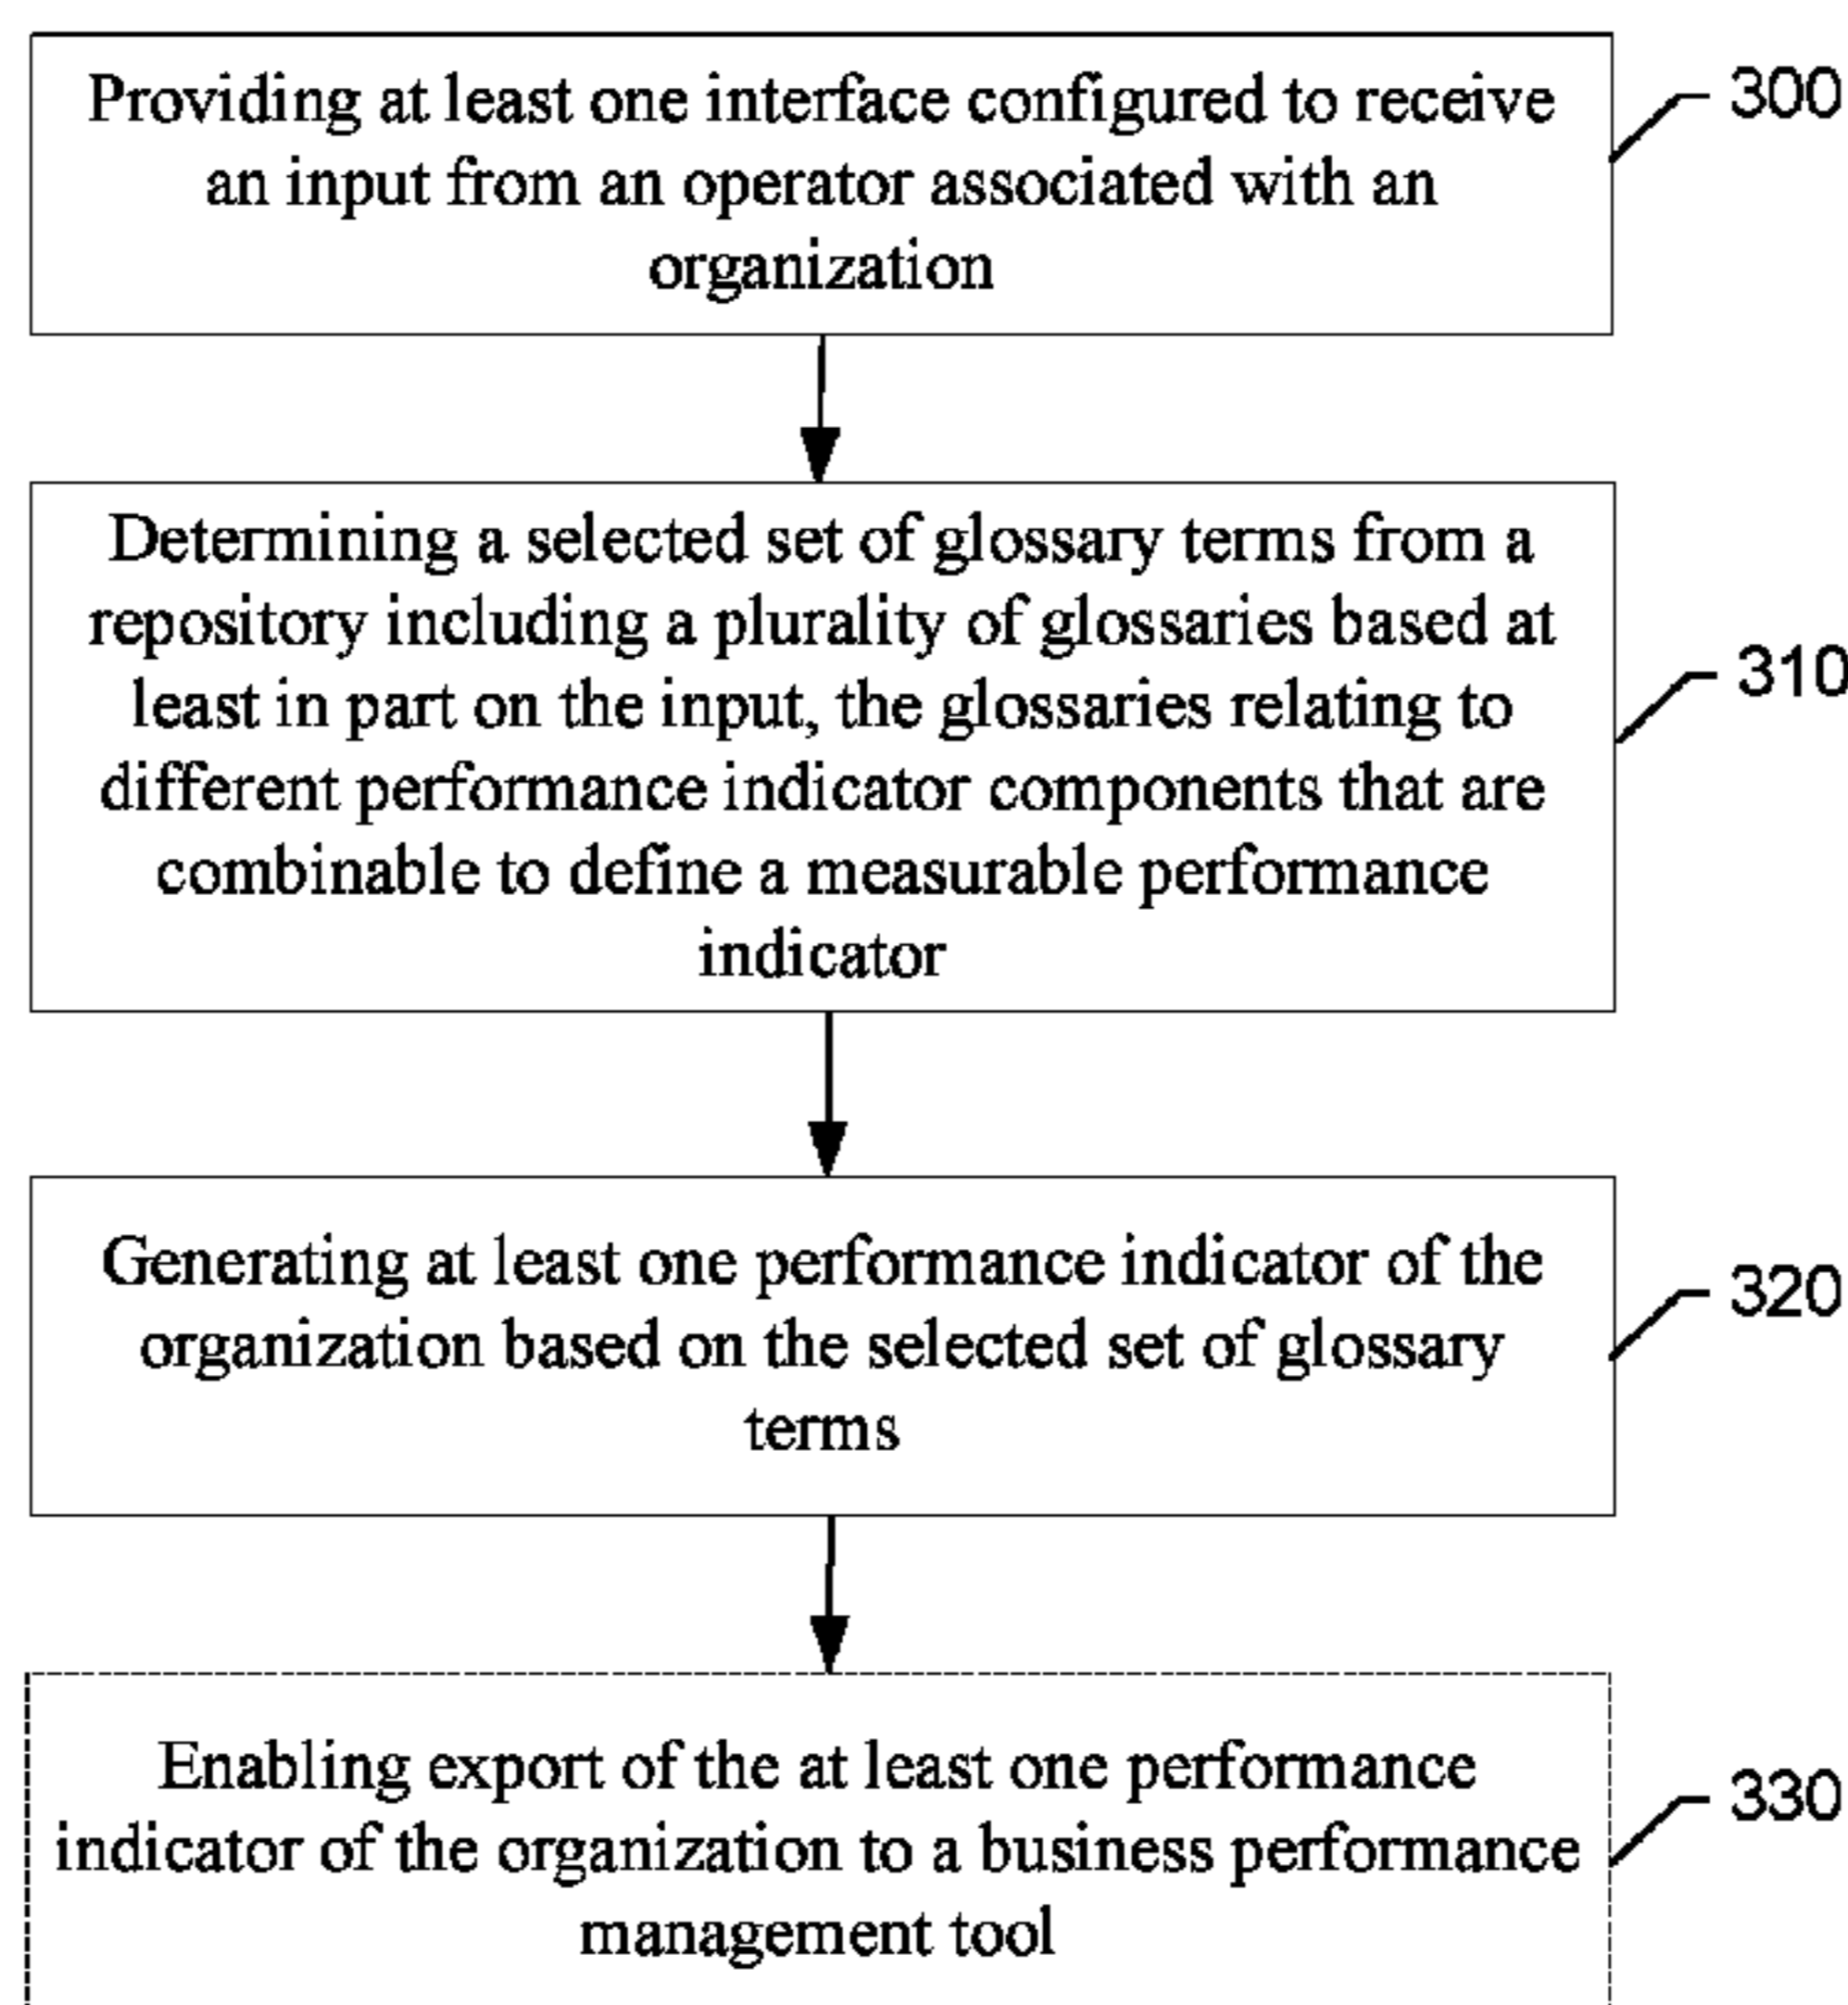 Providing at least one interface configured to receive
an input from an operator associated with an
organization
300
Determining a selected set of glossary terms from a
repository including a plurality of glossaries based at
least in part on the input, the glossaries relating to
different performance indicator components that are
combinable to define a measurable performance
indicator
310
Generating at least one performance indicator of the
organization based on the selected set of glossary
terms
320
Enabling export of the at least one performance
indicator of the organization to a business performance
management tool
330